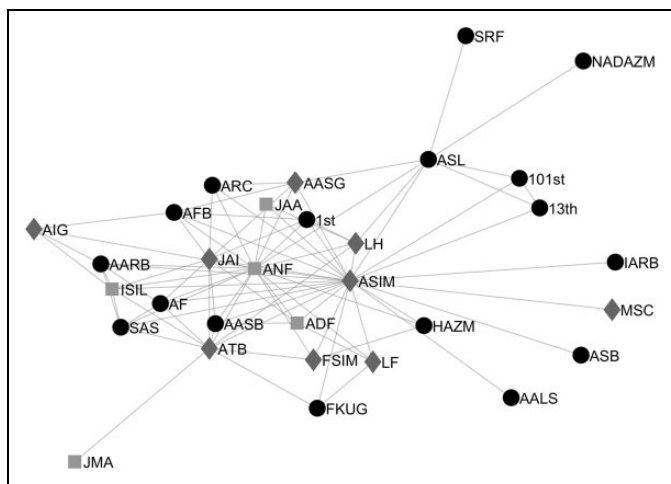 SRF
NADAZM
ASL
101st
ARC
AASG
JAA
13th
AFB
1st
AIG
LH
JAI
AARB
ANF
IARB
ASIM
ISIL
AF
MSC
SAS
AASB
ADF
HAZM
ATB
ASB
FSIM
LF
AALS
FKUG
JMA